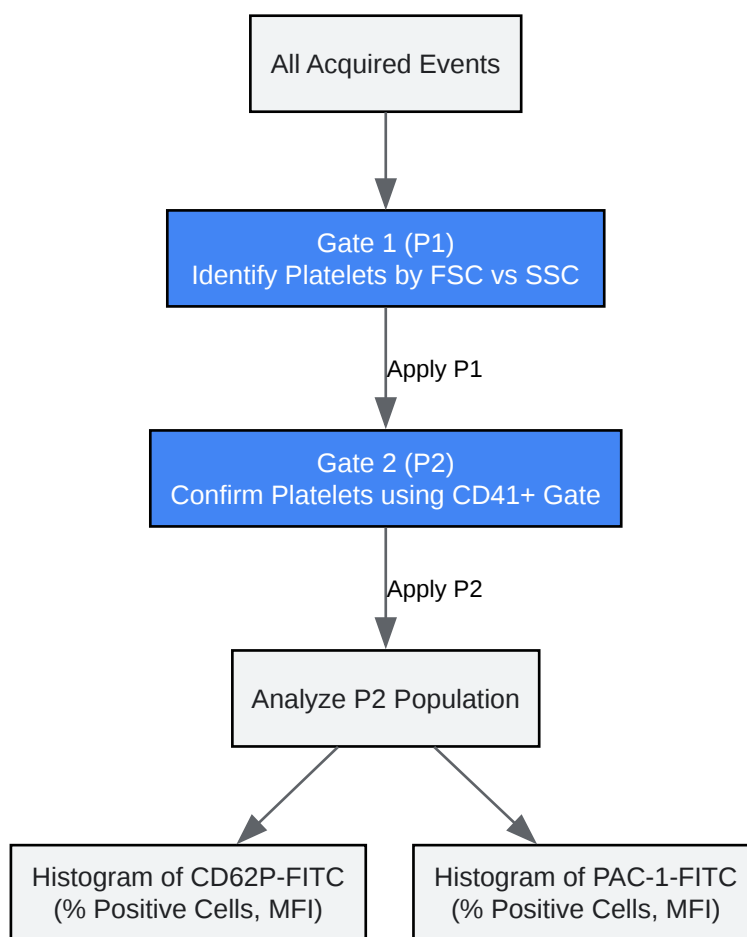 All Acquired Events
Gate 1 (P1)
Identify Platelets by FSC vs SSC
Apply P1
Gate 2 (P2)
Confirm Platelets using CD41+ Gate
Apply P2
Analyze P2 Population
Histogram of CD62P-FITC
(% Positive Cells, MFI)
Histogram of PAC-1-FITC
(% Positive Cells, MFI)